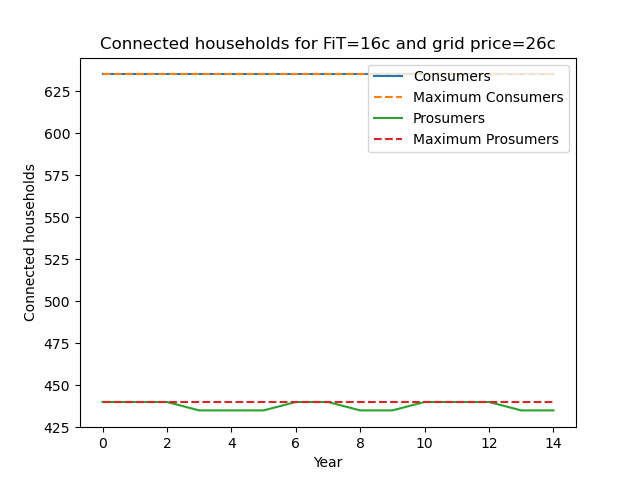 Connected households for FiT=16c and grid price=26c
Consumers
Maximum Consumers
Prosumers
Maximum Prosumers
625
600
575
550
525
500
475
450
425
Connected households
0 2 4 6 8 10 12 14
Year